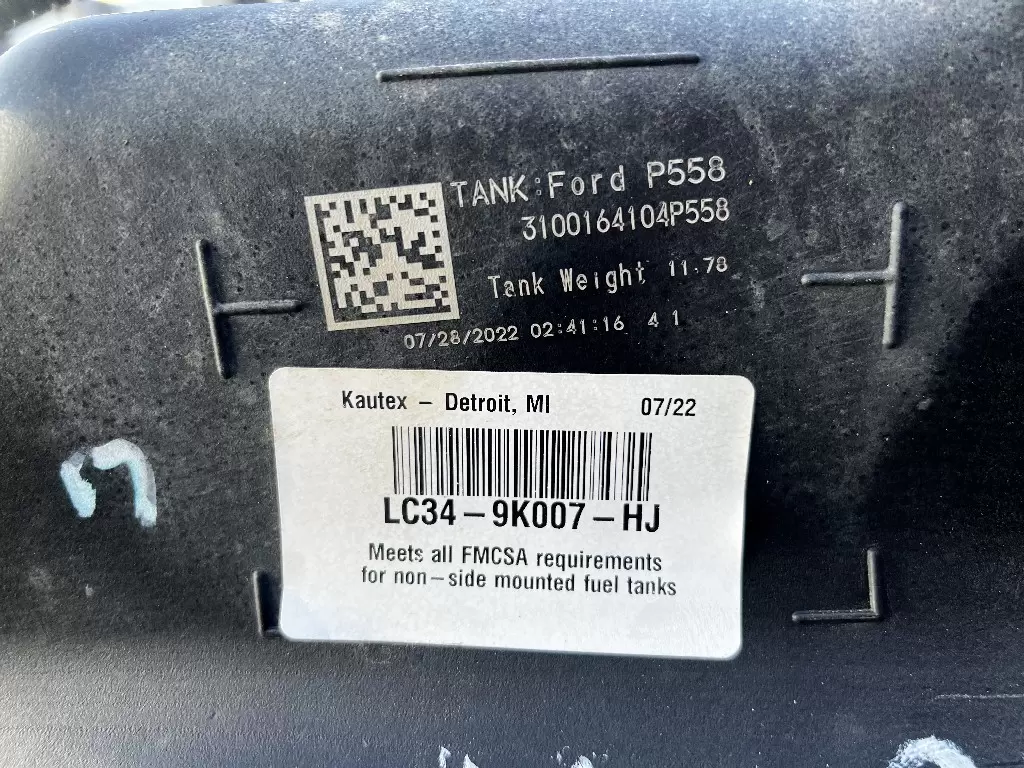 TANK:Ford P558
3100164104P558
Tank Weight 11.78
07/28/2022 02:41:16 4 1
Kautex – Detroit, MI 07/22
LC34–9K007–HJ
Meets all FMCSA requirements
for non–side mounted fuel tanks